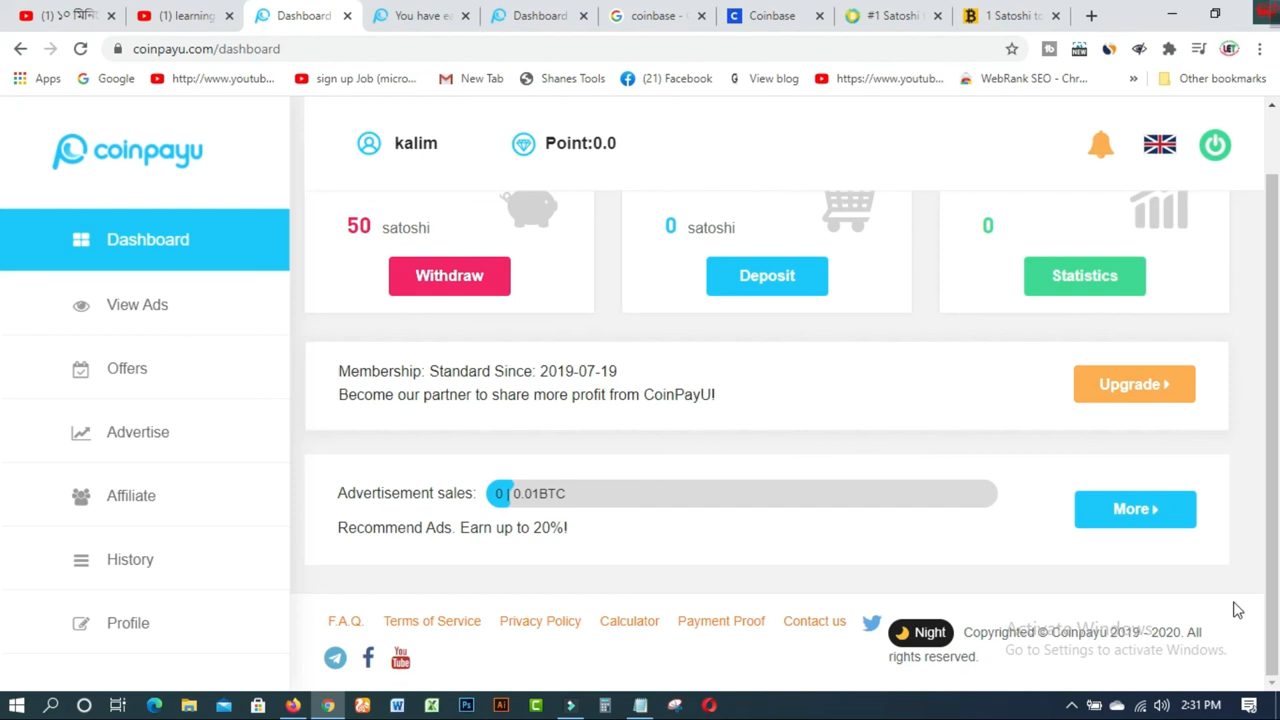 (1) ১০ মিনি
(1) learning
Dashboard
You have ea
Dashboard
coinbase -
Coinbase
#1 Satoshi
1 Satoshi to
coinpayu.com/dashboard
NEW
LET
Apps
Google
http://www.youtub...
sign up Job (micro...
New Tab
Shanes Tools
(21) Facebook
View blog
https://www.youtub...
WebRank SEO - Chr...
»
Other bookmarks
coinpayu
kalim
Point:0.0
50 satoshi
0 satoshi
0
Withdraw
Deposit
Statistics
Dashboard
View Ads
Offers
Advertise
Affiliate
History
Profile
Membership: Standard Since: 2019-07-19
Become our partner to share more profit from CoinPayU!
Upgrade
Advertisement sales:
0 | 0.01BTC
Recommend Ads. Earn up to 20%!
More
F.A.Q.
Terms of Service
Privacy Policy
Calculator
Payment Proof
Contact us
You Tube
Night
Copyrighted © Coinpayu 2019 - 2020. All
rights reserved.
Activate Windows
Go to Settings to activate Windows.
2:31 PM